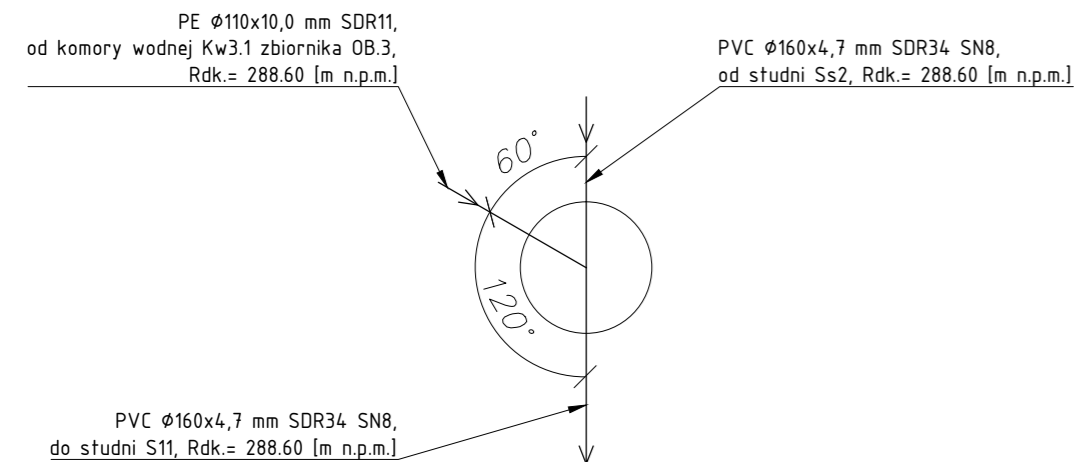 PE Ø110x10,0 mm SDR11,
od komory wodnej Kw3.1 zbiornika OB.3,
Rdk.= 288.60 [m n.p.m.]
PVC Ø160x4,7 mm SDR34 SN8,
od studni Ss2, Rdk.= 288.60 [m n.p.m.]
60°
120°
PVC Ø160x4,7 mm SDR34 SN8,
do studni S11, Rdk.= 288.60 [m n.p.m.]